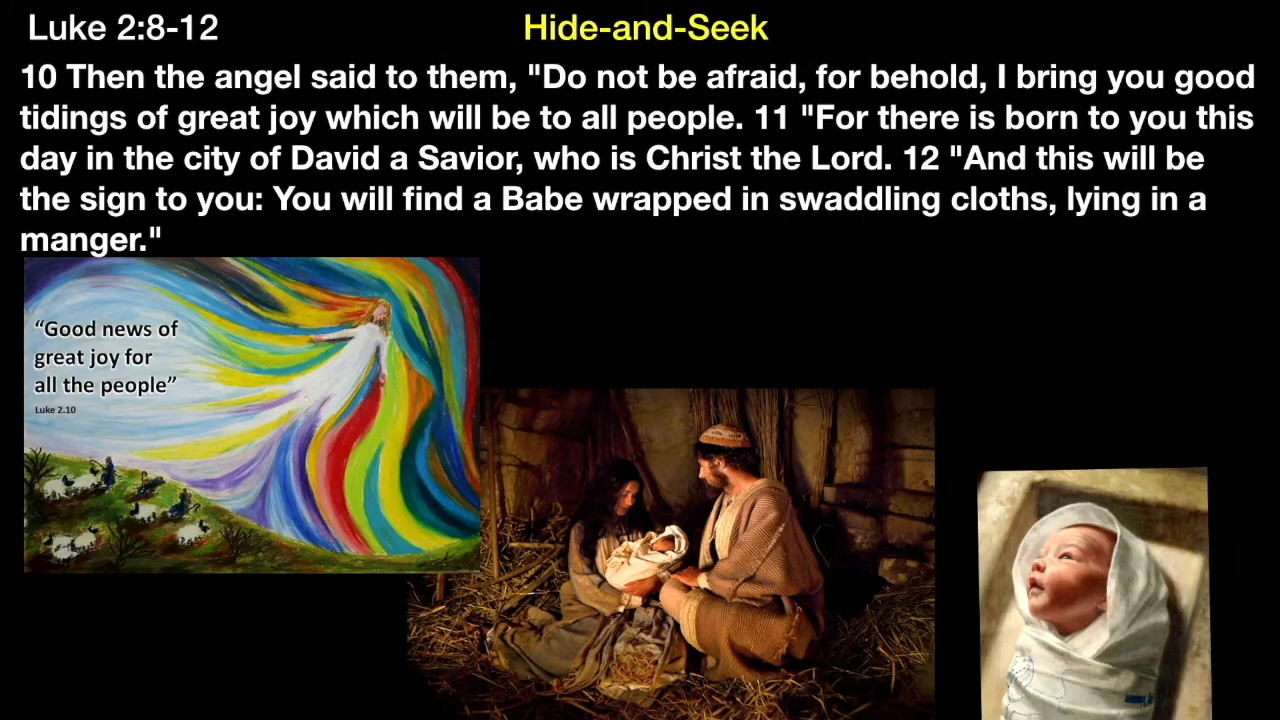 Luke 2:8-12
Hide-and-Seek
10 Then the angel said to them, "Do not be afraid, for behold, I bring you good
tidings of great joy which will be to all people. 11 "For there is born to you this
day in the city of David a Savior, who is Christ the Lord. 12 "And this will be
the sign to you: You will find a Babe wrapped in swaddling cloths, lying in a
manger."
“Good news of
great joy for
all the people”
Luke 2.10